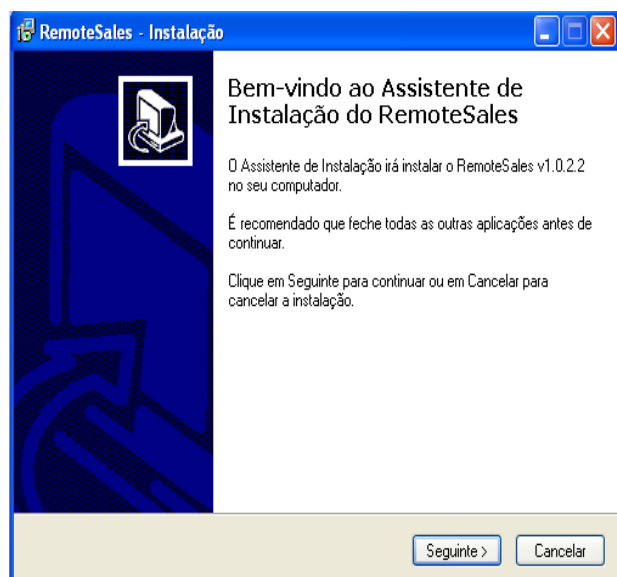 RemoteSales - Instalação
Bem-vindo ao Assistente de
Instalação do RemoteSales
O Assistente de Instalação irá instalar o RemoteSales v1.0.2.2
no seu computador.
É recomendado que feche todas as outras aplicações antes de
continuar.
Clique em Seguinte para continuar ou em Cancelar para
cancelar a instalação.
Seguinte >
Cancelar